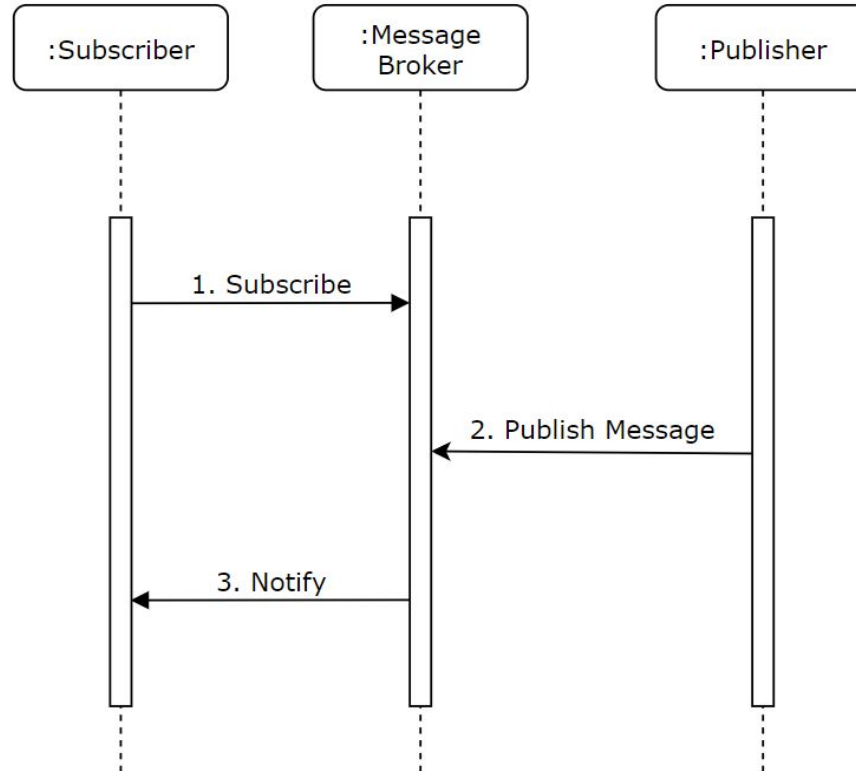 :Subscriber
:Message
Broker
:Publisher
1. Subscribe
2. Publish Message
3. Notify